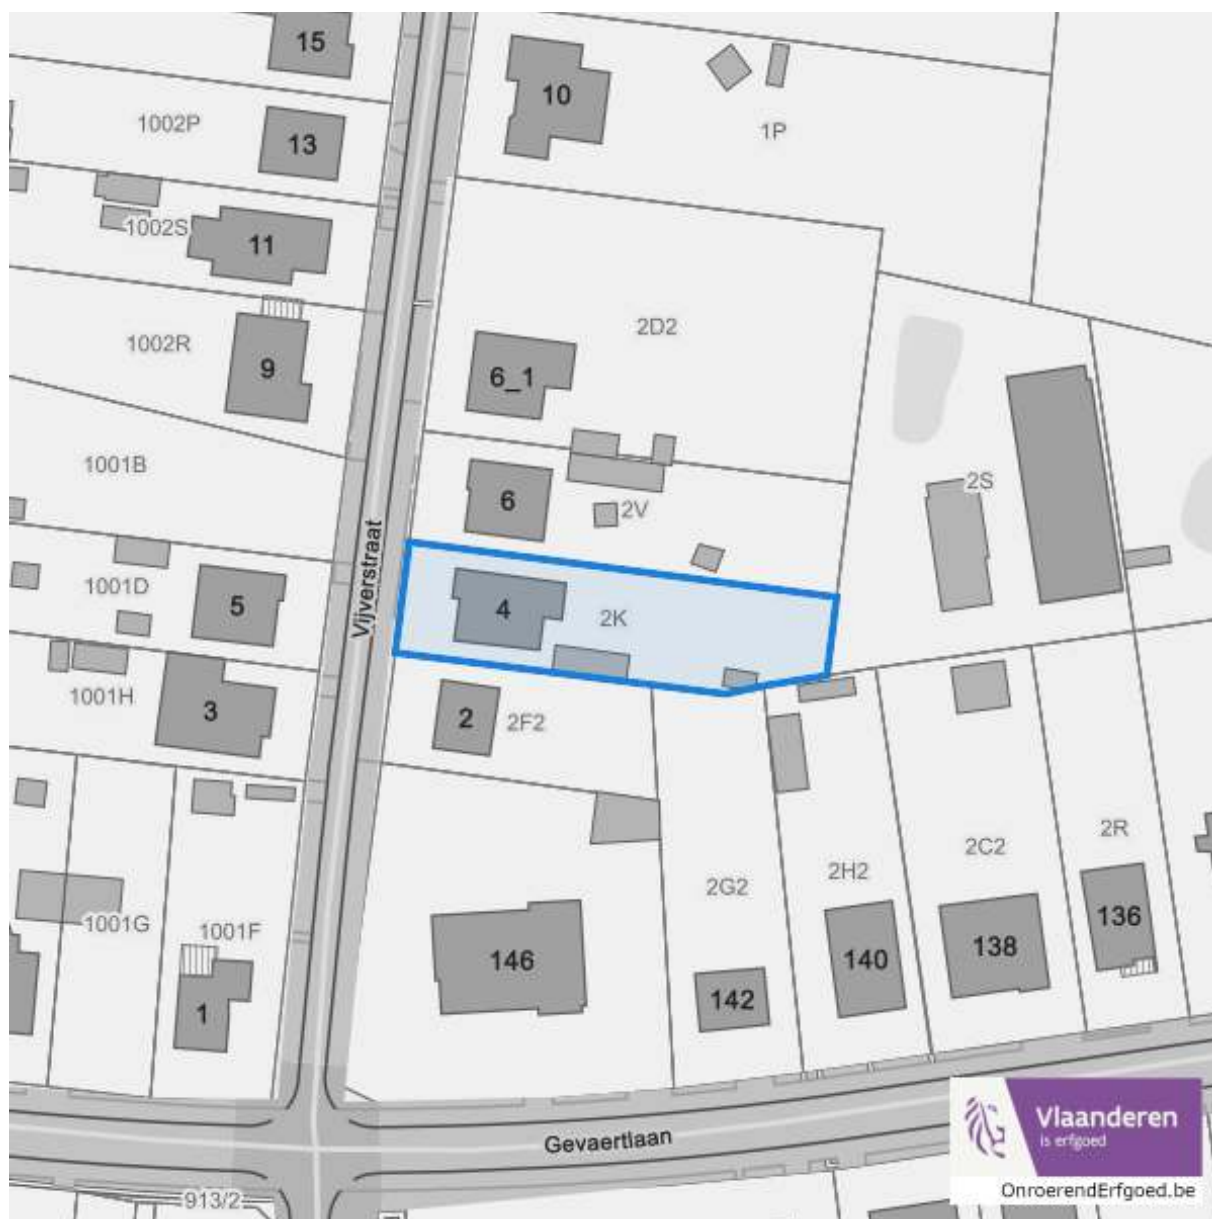 15
10
1002P
13
1P
1002S
11
2D2
1002R
9
6_1
1001B
2S
6
2V
Vijverstraat
1001D
5
4
2K
1001H
3
2
2F2
2R
2C2
2H2
2G2
1001G
1001F
136
138
140
146
142
1
Vlaanderen
is erfgoed
Gevaertlaan
OnroerendErfgoed.be
913/2